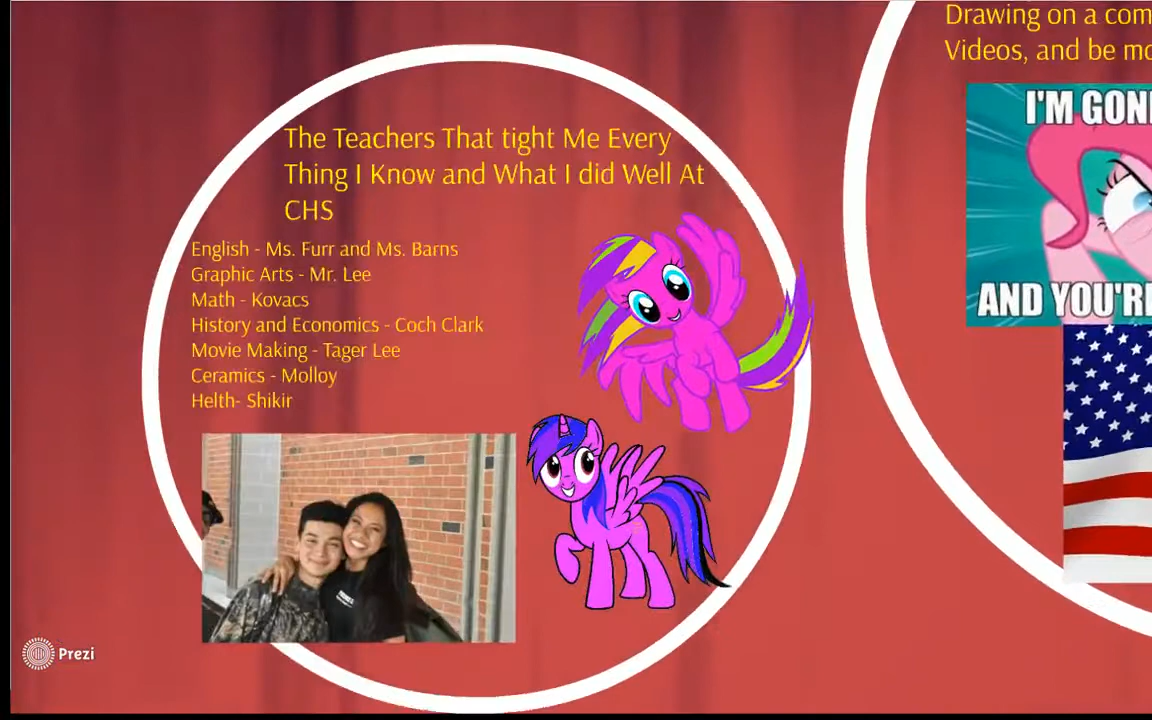 The Teachers That tight Me Every
Thing I Know and What I did Well At
CHS
English - Ms. Furr and Ms. Barns
Graphic Arts - Mr. Lee
Math - Kovacs
History and Economics - Coch Clark
Movie Making - Tager Lee
Ceramics - Molloy
Helth- Shikir
Prezi
Drawing on a com
Videos, and be mo
I'M GON
AND YOU'RE